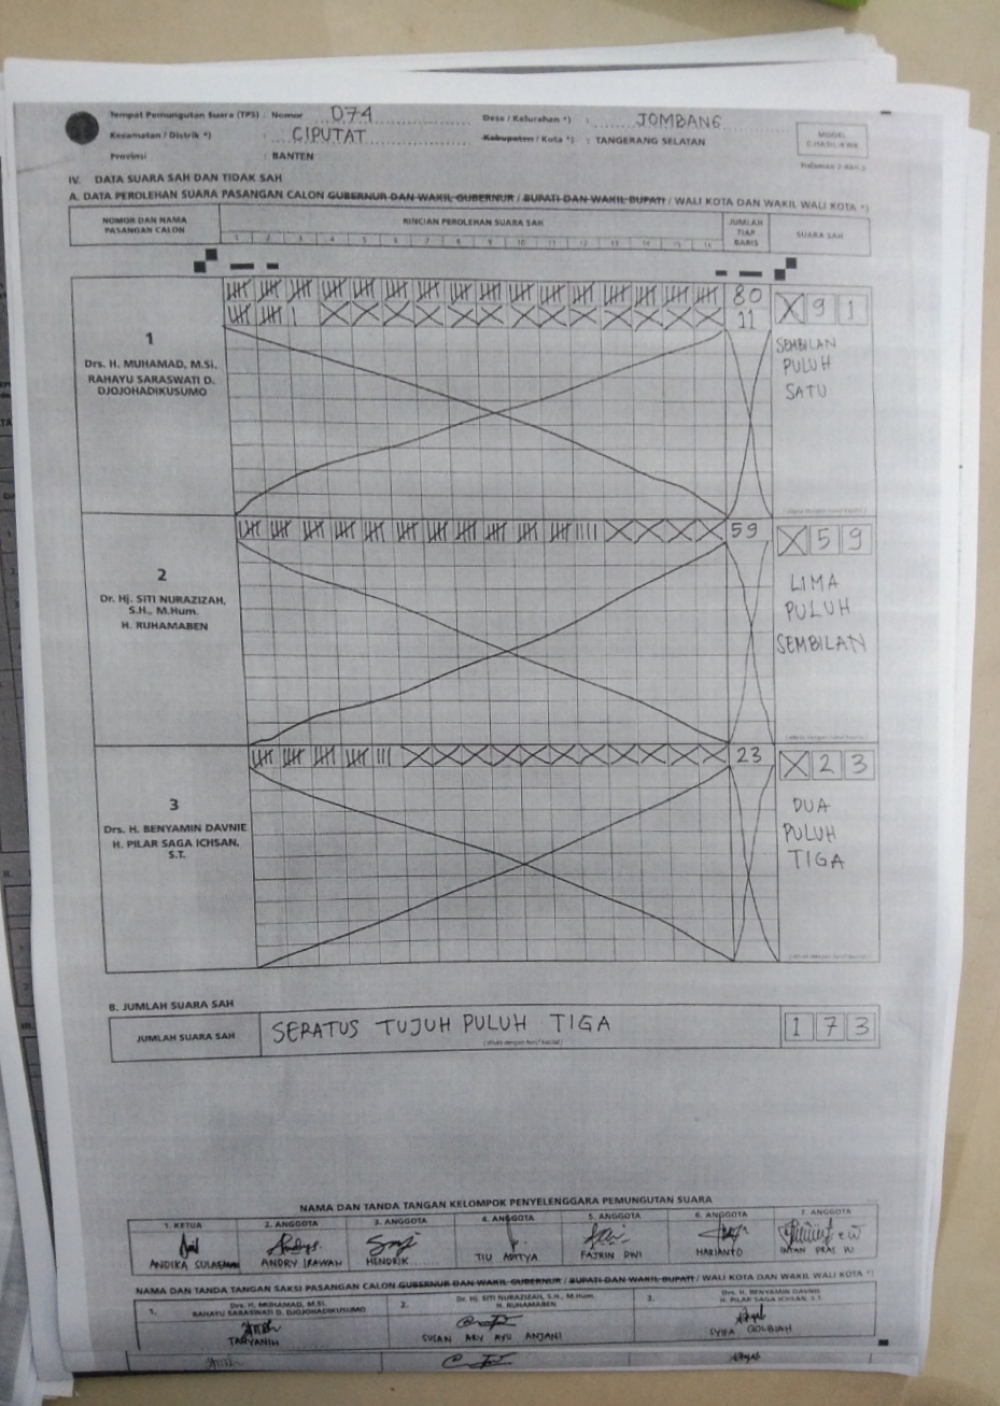 Tempat Pemungutan Suara (TPS) : Nomor 074 Desa / Kelurahan *) : JOMBANG
Kecamatan / Distrik *) : CIPUTAT Kabupaten / Kota *) : TANGERANG SELATAN
Provinsi : BANTEN
MODEL
C.HASIL-KWK
IV. DATA SUARA SAH DAN TIDAK SAH
A. DATA PEROLEHAN SUARA PASANGAN CALON GUBERNUR DAN WAKIL GUBERNUR / BUPATI DAN WAKIL BUPATI / WALI KOTA DAN WAKIL WALI KOTA *)
NOMOR DAN NAMA PASANGAN CALON
RINCIAN PEROLEHAN SUARA SAH
JUMLAH TIAP BARIS
SUARA SAH
1 2 3 4 5 6 7 8 9 10 11 12 13 14 15 16
1
Drs. H. MUHAMAD, M.Si.
RAHAYU SARASWATI D.
DJOJOHADIKUSUMO
80
11
X 9 1
SEMBILAN
PULUH
SATU
2
Dr. Hj. SITI NURAZIZAH,
S.H., M.Hum.
H. RUHAMABEN
59
X 5 9
LIMA
PULUH
SEMBILAN
3
Drs. H. BENYAMIN DAVNIE
H. PILAR SAGA ICHSAN,
S.T.
23
X 2 3
DUA
PULUH
TIGA
B. JUMLAH SUARA SAH
JUMLAH SUARA SAH SERATUS TUJUH PULUH TIGA 1 7 3
NAMA DAN TANDA TANGAN KELOMPOK PENYELENGGARA PEMUNGUTAN SUARA
1. KETUA 2. ANGGOTA 3. ANGGOTA 4. ANGGOTA 5. ANGGOTA 6. ANGGOTA 7. ANGGOTA
ANDIKA ANDRY IRAWAN HENDRIK TIU ADITYA FAJRIN DWI HARIANTO INTAN PRAS W
NAMA DAN TANDA TANGAN SAKSI PASANGAN CALON GUBERNUR DAN WAKIL GUBERNUR / BUPATI DAN WAKIL BUPATI / WALI KOTA DAN WAKIL WALI KOTA *)
1. Drs. H. MUHAMAD, M.Si.
RAHAYU SARASWATI D. DJOJOHADIKUSUMO
2. Dr. Hj. SITI NURAZIZAH, S.H., M.Hum.
H. RUHAMABEN
3. Drs. H. BENYAMIN DAVNIE
H. PILAR SAGA ICHSAN, S.T.
TARYANIH SUSAN ARV AYU ANJANI SYIFA GOLBIAH